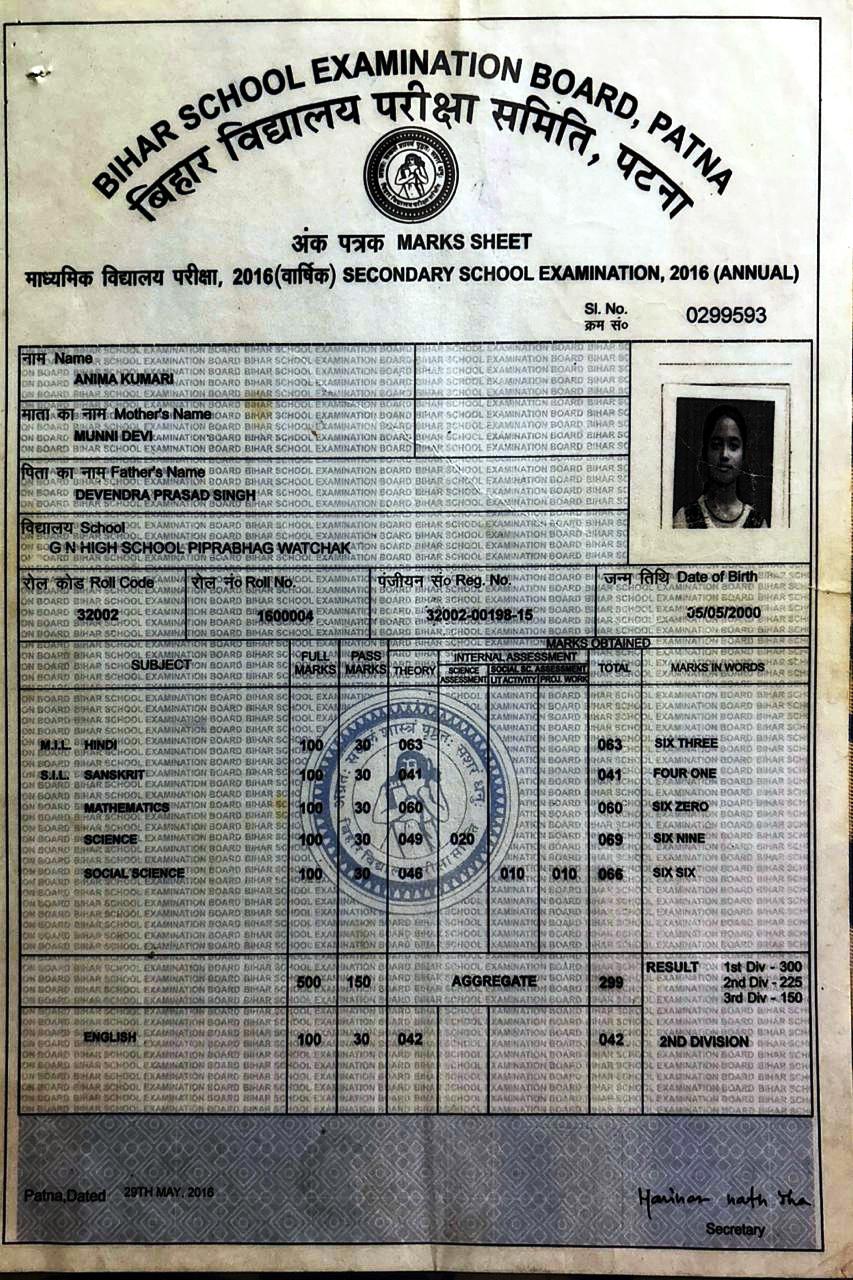 BIHAR SCHOOL EXAMINATION BOARD, PATNA
बिहार विद्यालय परीक्षा समिति, पटना
अंक पत्रक MARKS SHEET
माध्यमिक विद्यालय परीक्षा, 2016(वार्षिक) SECONDARY SCHOOL EXAMINATION, 2016 (ANNUAL)
Sl. No.
क्रम सं० 0299593
नाम Name
ANIMA KUMARI
माता का नाम Mother's Name
MUNNI DEVI
पिता का नाम Father's Name
DEVENDRA PRASAD SINGH
विद्यालय School
G N HIGH SCHOOL PIPRABHAG WATCHAK
रोल कोड Roll Code रोल नं० Roll No. पंजीयन सं० Reg. No. जन्म तिथि Date of Birth
32002 1600004 32002-00198-15 05/05/2000
MARKS OBTAINED
SUBJECT FULL MARKS PASS MARKS THEORY INTERNAL ASSESSMENT TOTAL MARKS IN WORDS
SCIENCE ASSESSMENT SOCIAL SC. ASSESSMENT
LIT ACTIVITY PROJ. WORK
M.I.L. HINDI 100 30 063 063 SIX THREE
S.I.L. SANSKRIT 100 30 041 041 FOUR ONE
MATHEMATICS 100 30 060 060 SIX ZERO
SCIENCE 100 30 049 020 069 SIX NINE
SOCIAL SCIENCE 100 30 046 010 010 066 SIX SIX
500 150 AGGREGATE 299 RESULT 1st Div - 300
2nd Div - 225
3rd Div - 150
ENGLISH 100 30 042 042 2ND DIVISION
Patna,Dated 29TH MAY, 2016
Harihar nath Jha
Secretary